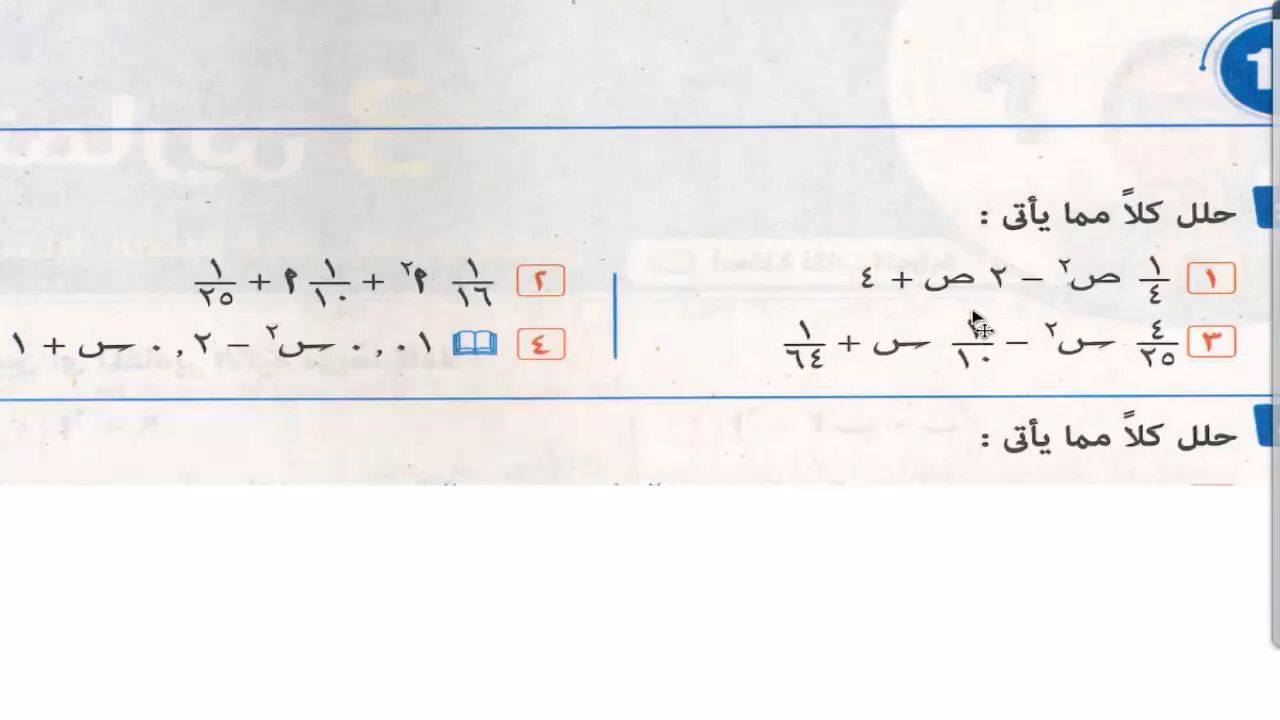 1
حلل كلاً مما يأتى :
١ ١/٤ ص٢ − ٢ ص + ٤
٢ ١/١٦ م٢ + ١/١٠ م + ١/٢٥
٣ ٤/٢٥ س٢ − ١/١٠ س + ١/٦٤
٤ ٠,٠١ س٢ − ٠,٢ س + ١
حلل كلاً مما يأتى :